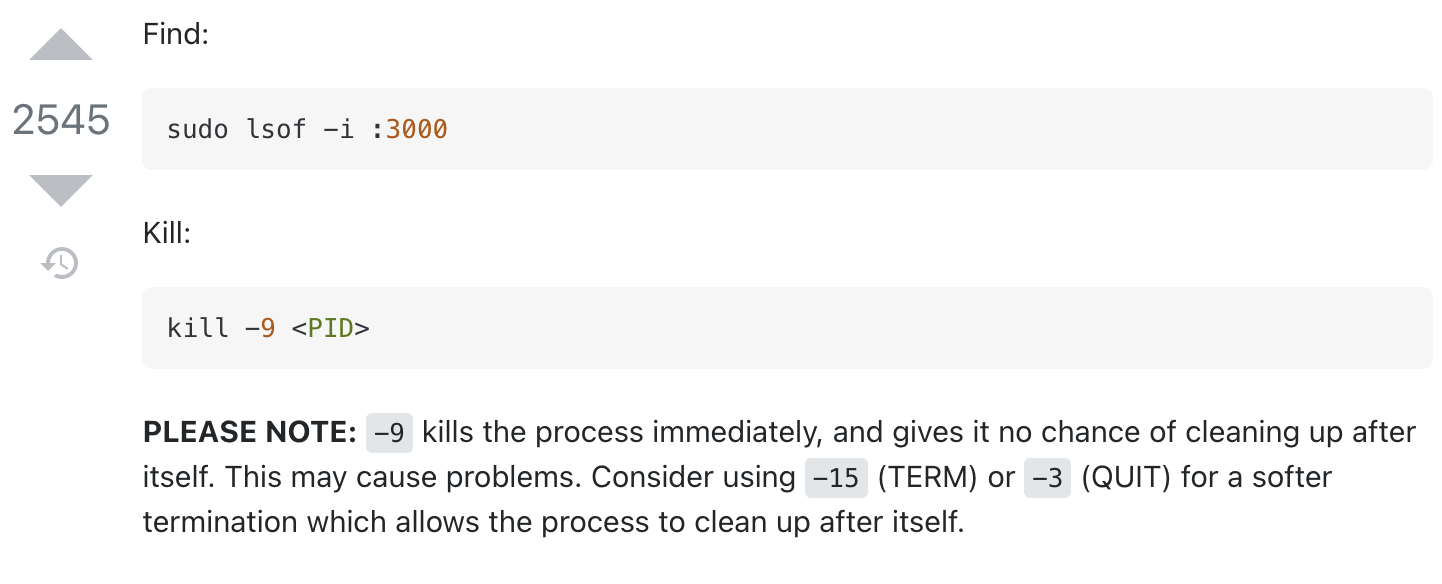 Find:
2545
sudo lsof -i :3000
Kill:
kill -9 <PID>
PLEASE NOTE: -9 kills the process immediately, and gives it no chance of cleaning up after
itself. This may cause problems. Consider using -15 (TERM) or -3 (QUIT) for a softer
termination which allows the process to clean up after itself.